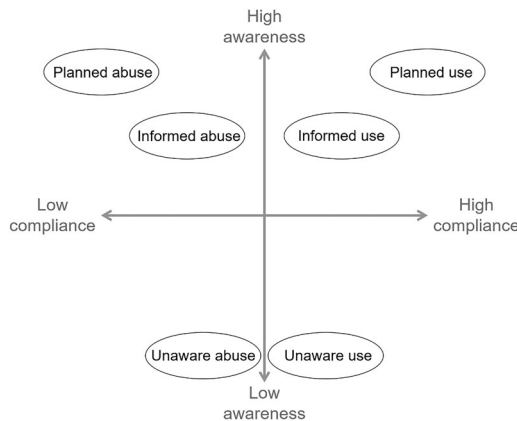 High
awareness
Planned abuse
Planned use
Informed abuse
Informed use
Low
compliance
High
compliance
Unaware abuse
Unaware use
Low
awareness